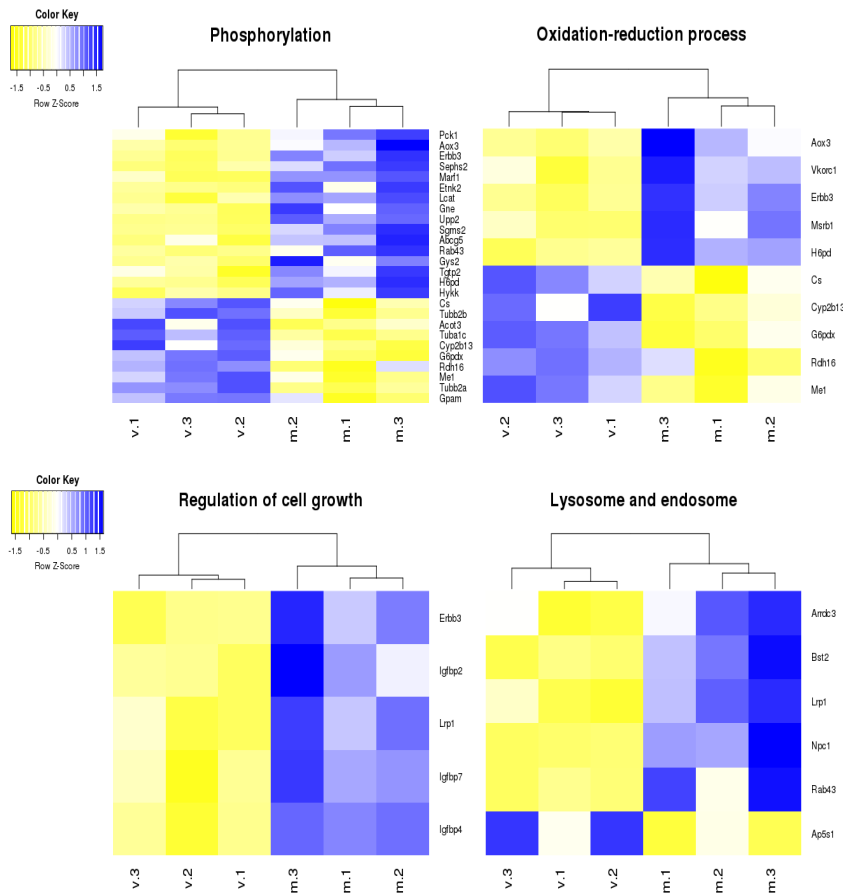 Color Key
-1.5 -0.5 0.5 1 1.5
Row Z-Score
Phosphorylation
Pck1
Aox3
Erbb3
Sephs2
Marf1
Etnk2
Lcat
Gne
Upp2
Sgms2
Abcg5
Rab43
Gys2
Tgtp2
H6pd
Hykk
Cs
Tubb2b
Acot3
Tuba1c
Cyp2b13
G6pdx
Rdh16
Me1
Tubb2a
Gpam
v.1 v.3 v.2 m.2 m.1 m.3
Oxidation-reduction process
Aox3
Vkorc1
Erbb3
Msrb1
H6pd
Cs
Cyp2b13
G6pdx
Rdh16
Me1
v.2 v.3 v.1 m.3 m.1 m.2
Color Key
-1.5 -0.5 0.5 1 1.5
Row Z-Score
Regulation of cell growth
Erbb3
Igfbp2
Lrp1
Igfbp7
Igfbp4
v.3 v.2 v.1 m.3 m.1 m.2
Lysosome and endosome
Arrdc3
Bst2
Lrp1
Npc1
Rab43
Ap5s1
v.3 v.1 v.2 m.1 m.2 m.3